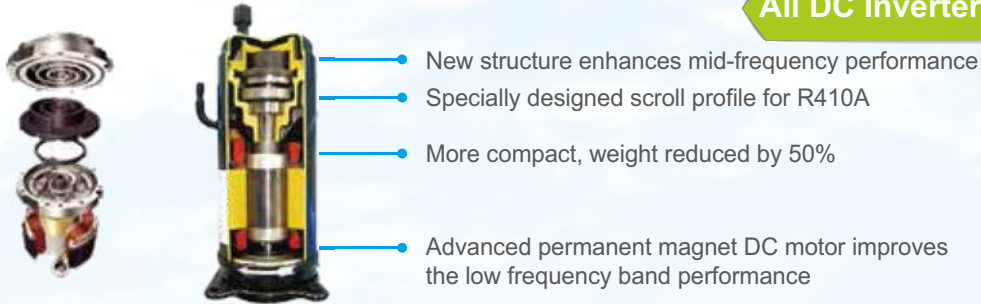 All DC Inverter
New structure enhances mid-frequency performance
Specially designed scroll profile for R410A
More compact, weight reduced by 50%
Advanced permanent magnet DC motor improves
the low frequency band performance